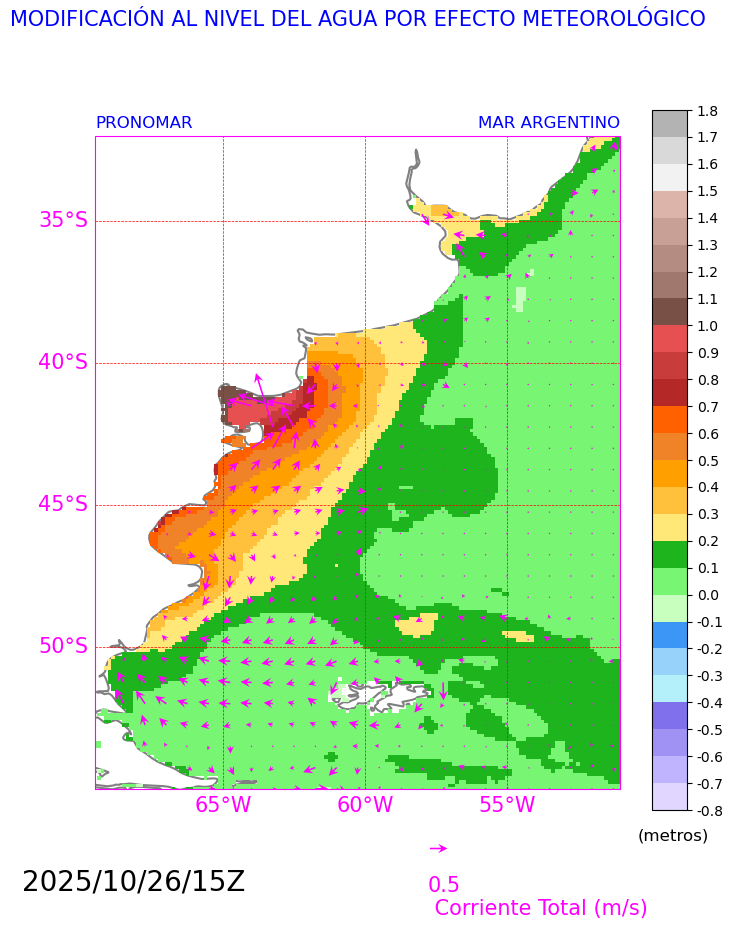 MODIFICACIÓN AL NIVEL DEL AGUA POR EFECTO METEOROLÓGICO
PRONOMAR MAR ARGENTINO
1.8
1.7
1.6
1.5
1.4
1.3
1.2
1.1
1.0
0.9
0.8
0.7
0.6
0.5
0.4
0.3
0.2
0.1
0.0
-0.1
-0.2
-0.3
-0.4
-0.5
-0.6
-0.7
-0.8
(metros)
35°S
40°S
45°S
50°S
65°W 60°W 55°W
2025/10/26/15Z
0.5
Corriente Total (m/s)